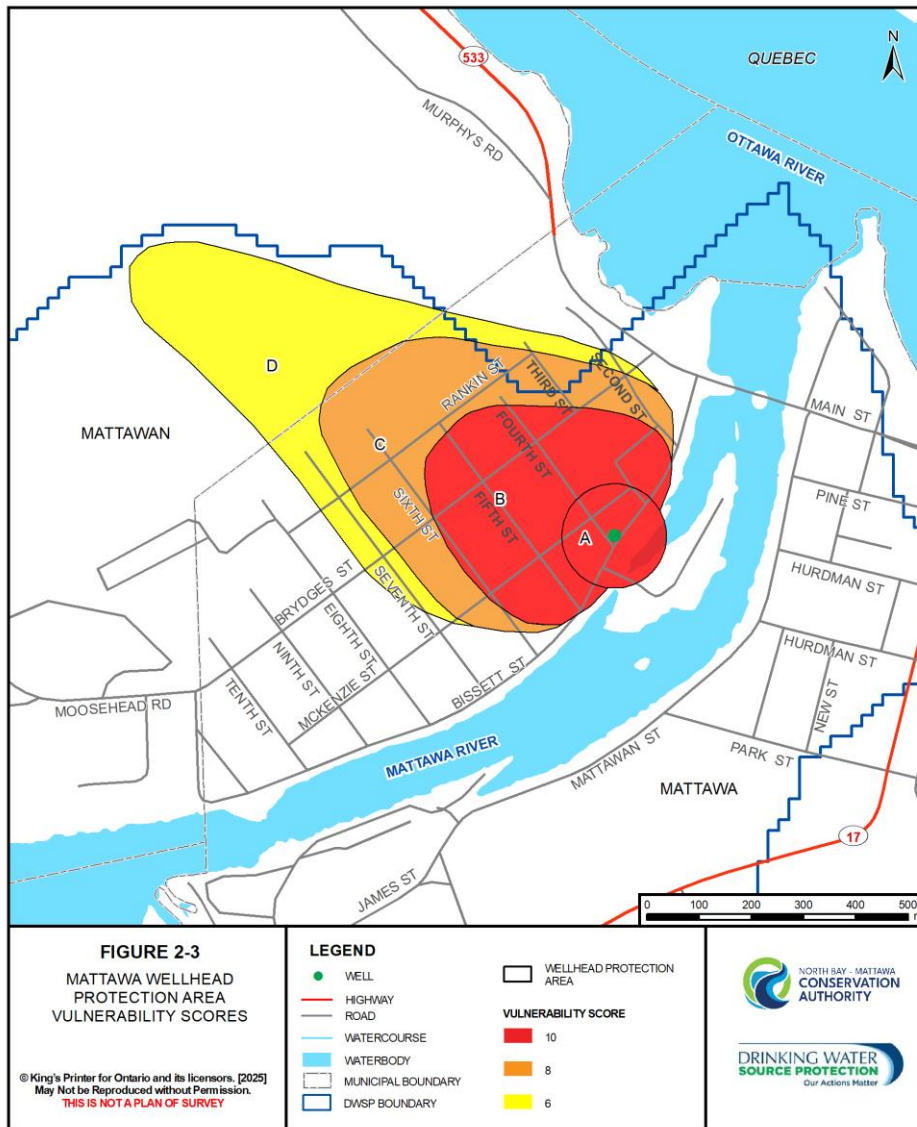 QUEBEC
N
533
MURPHYS RD
OTTAWA RIVER
D
MATTAWAN
RANKIN ST
THIRD ST
SECOND ST
MAIN ST
C
FOURTH ST
B
FIFTH ST
SIXTH ST
A
PINE ST
HURDMAN ST
BRYDGES ST
SEVENTH ST
EIGHTH ST
NINTH ST
TENTH ST
MCKENZIE ST
BISSETT ST
HURDMAN ST
NEW ST
MOOSEHEAD RD
MATTAWA RIVER
MATTAWAN ST
PARK ST
MATTAWA
17
JAMES ST
0 100 200 300 400 500
m
FIGURE 2-3
MATTAWA WELLHEAD
PROTECTION AREA
VULNERABILITY SCORES
© King's Printer for Ontario and its licensors. [2025]
May Not be Reproduced without Permission.
THIS IS NOT A PLAN OF SURVEY
LEGEND
WELL
HIGHWAY
ROAD
WATERCOURSE
WATERBODY
MUNICIPAL BOUNDARY
DWSP BOUNDARY
WELLHEAD PROTECTION
AREA
VULNERABILITY SCORE
10
8
6
NORTH BAY - MATTAWA
CONSERVATION
AUTHORITY
DRINKING WATER
SOURCE PROTECTION
Our Actions Matter